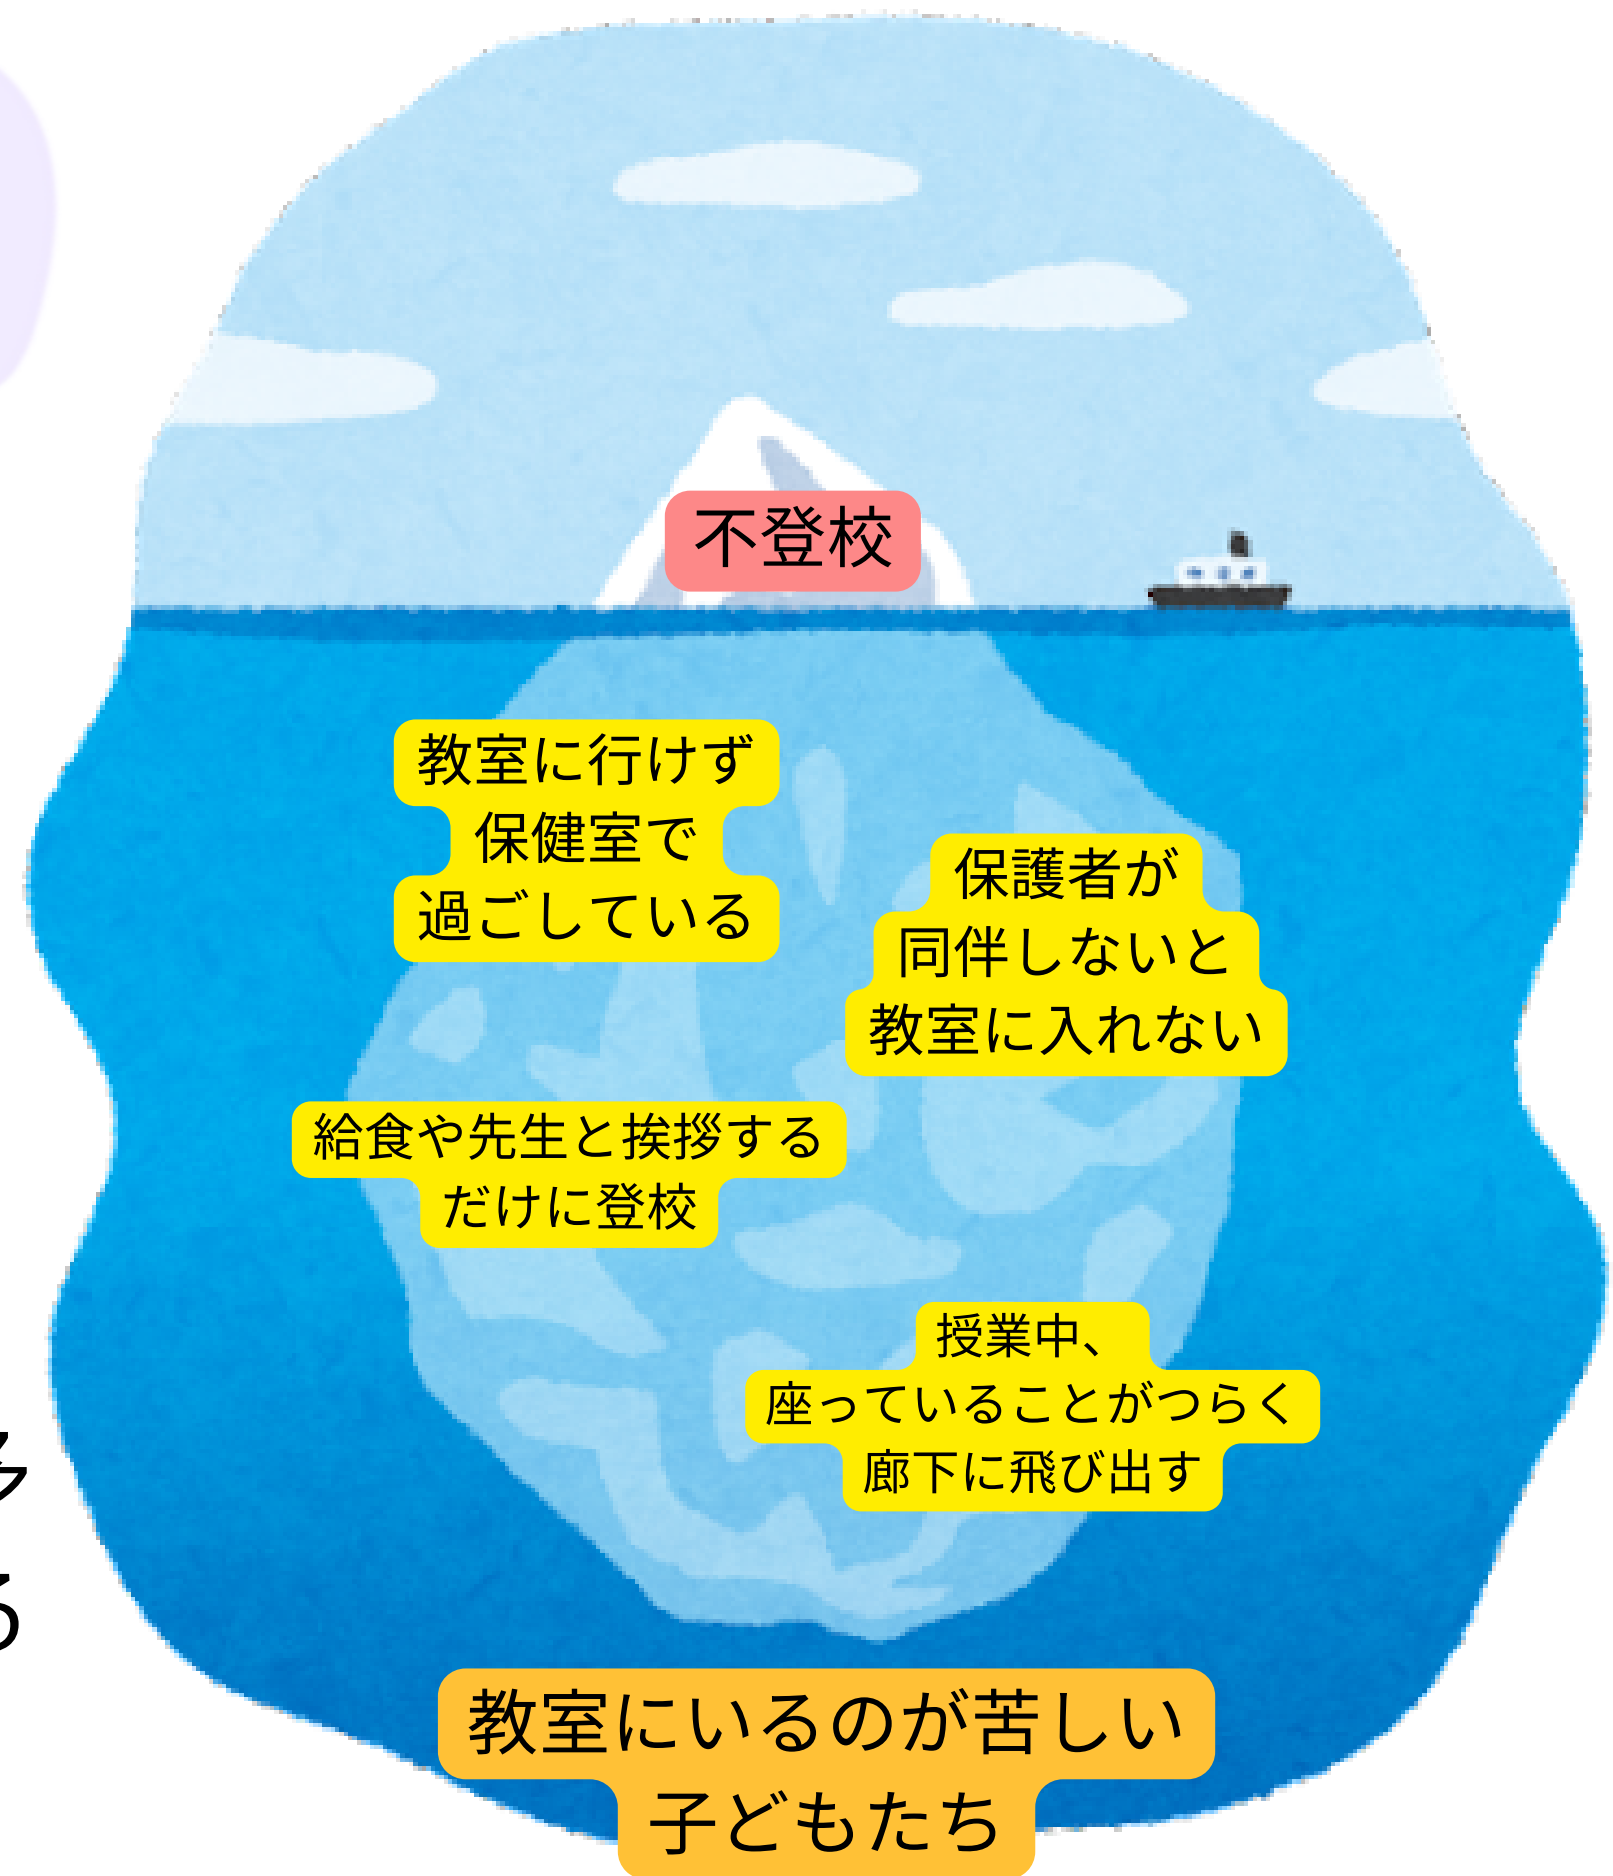 不登校
教室に行けず
保健室で
過ごしている
保護者が
同伴しないと
教室に入れない
給食や先生と挨拶する
だけに登校
授業中、
座っていることがつらく
廊下に飛び出す
教室にいるのが苦しい
子どもたち